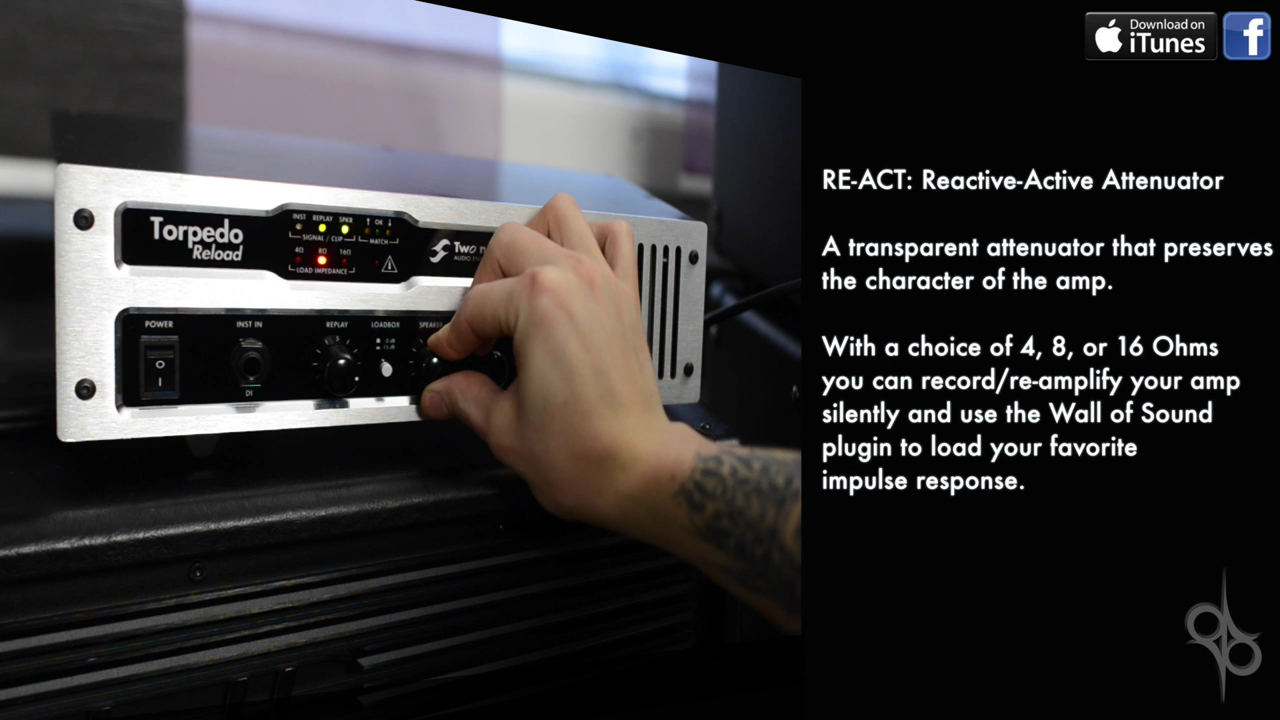 Download on
iTunes
f
RE-ACT: Reactive-Active Attenuator
A transparent attenuator that preserves
the character of the amp.
With a choice of 4, 8, or 16 Ohms
you can record/re-amplify your amp
silently and use the Wall of Sound
plugin to load your favorite
impulse response.
Torpedo
Reload
INST REPLAY SPKR
OK
SIGNAL / CLIP
MATCH
4Ω 8Ω 16Ω
LOAD IMPEDANCE
Two
AUDIO
POWER
INST IN
REPLAY
LOADBOX
DI